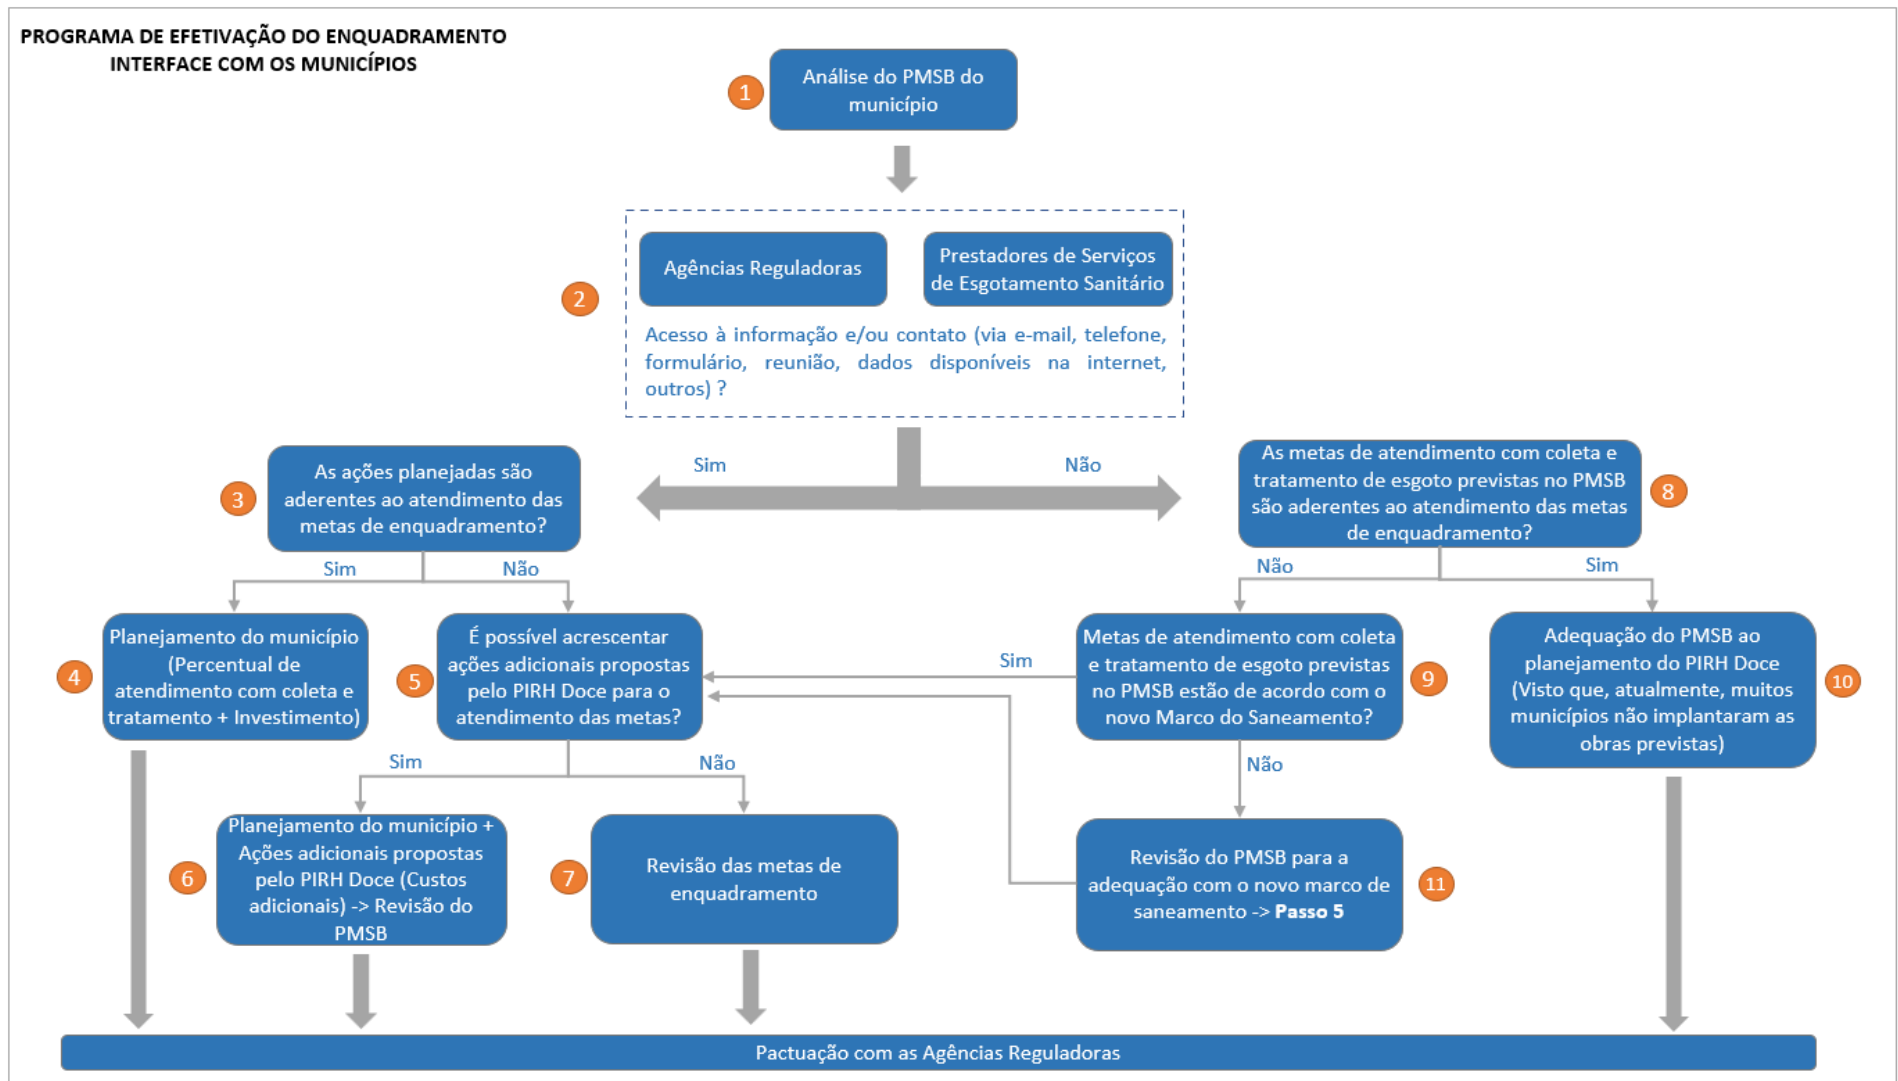 PROGRAMA DE EFETIVAÇÃO DO ENQUADRAMENTO
INTERFACE COM OS MUNICÍPIOS
1
Análise do PMSB do
município
2
Agências Reguladoras
Prestadores de Serviços
de Esgotamento Sanitário
Acesso à informação e/ou contato (via e-mail, telefone,
formulário, reunião, dados disponíveis na internet,
outros) ?
Sim
Não
3
As ações planejadas são
aderentes ao atendimento das
metas de enquadramento?
As metas de atendimento com coleta e
tratamento de esgoto previstas no PMSB
são aderentes ao atendimento das metas
de enquadramento?
8
Sim
Não
Não
Sim
4
Planejamento do município
(Percentual de
atendimento com coleta e
tratamento + Investimento)
5
É possível acrescentar
ações adicionais propostas
pelo PIRH Doce para o
atendimento das metas?
Sim
Metas de atendimento com coleta
e tratamento de esgoto previstas
no PMSB estão de acordo com o
novo Marco do Saneamento?
9
Adequação do PMSB ao
planejamento do PIRH Doce
(Visto que, atualmente, muitos
municípios não implantaram as
obras previstas)
10
Sim
Não
Não
6
Planejamento do município +
Ações adicionais propostas
pelo PIRH Doce (Custos
adicionais) -> Revisão do
PMSB
7
Revisão das metas de
enquadramento
Revisão do PMSB para a
adequação com o novo marco de
saneamento -> Passo 5
11
Pactuação com as Agências Reguladoras